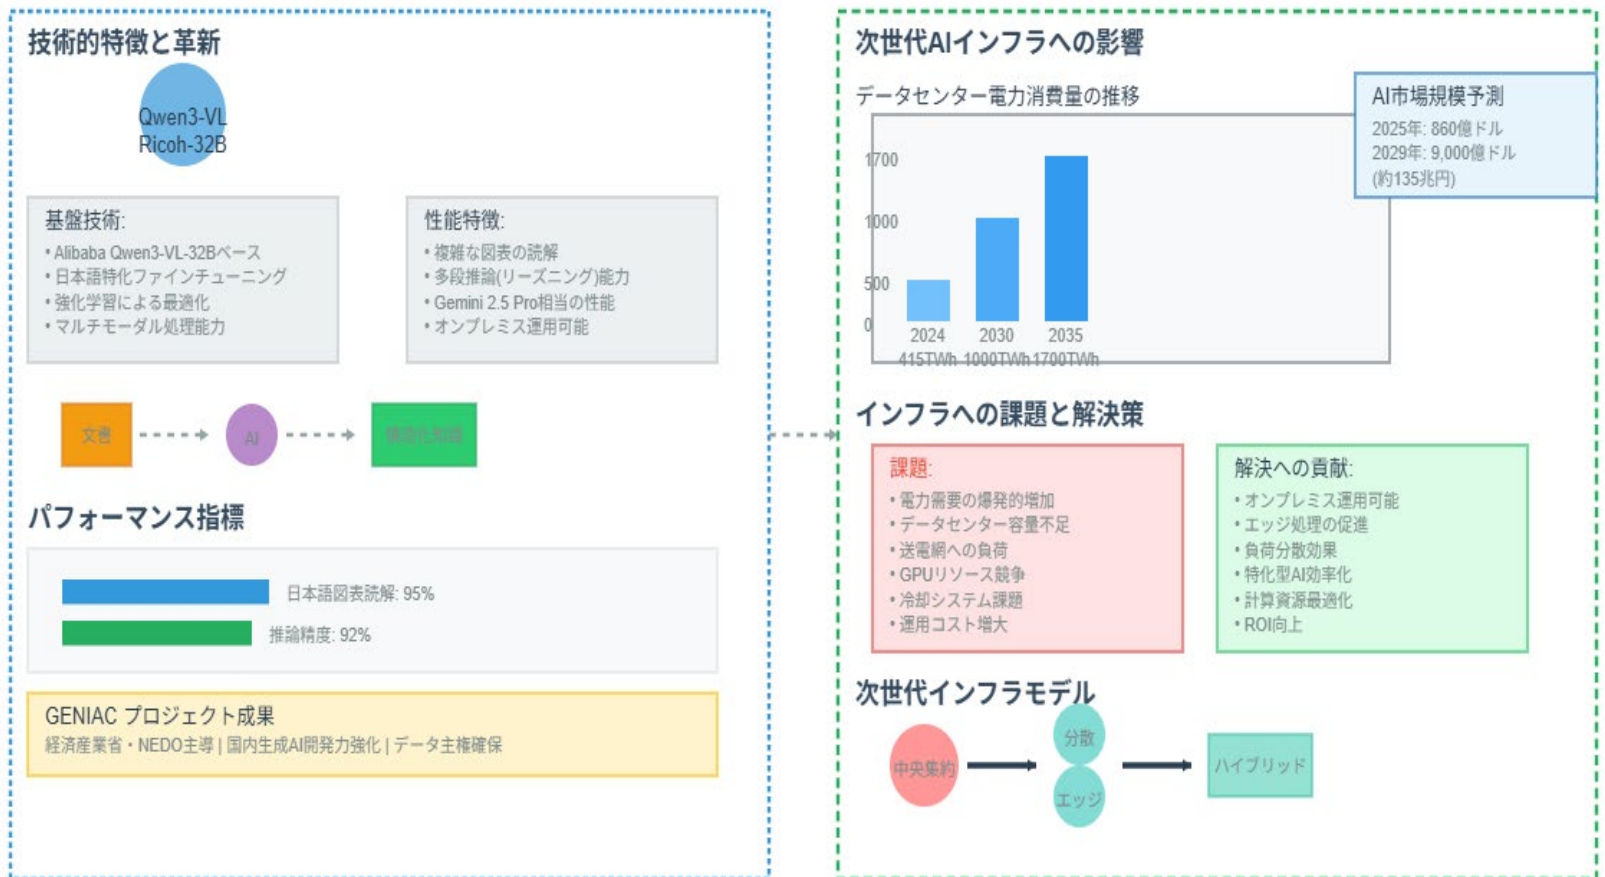 技術的特徴と革新
Qwen3-VL
Ricoh-32B
基盤技術:
• Alibaba Qwen3-VL-32Bベース
• 日本語特化ファインチューニング
• 強化学習による最適化
• マルチモーダル処理能力
性能特徴:
• 複雑な図表の読解
• 多段推論(リーズニング)能力
• Gemini 2.5 Pro相当の性能
• オンプレミス運用可能
文書
AI
構造化知識
パフォーマンス指標
日本語図表読解: 95%
推論精度: 92%
GENIAC プロジェクト成果
経済産業省・NEDO主導 | 国内生成AI開発力強化 | データ主権確保
次世代AIインフラへの影響
データセンター電力消費量の推移
AI市場規模予測
2025年: 860億ドル
2029年: 9,000億ドル
(約135兆円)
1700
1000
500
0
2024
2030
2035
415TWh
1000TWh
1700TWh
インフラへの課題と解決策
課題:
• 電力需要の爆発的増加
• データセンター容量不足
• 送電網への負荷
• GPUリソース競争
• 冷却システム課題
• 運用コスト増大
解決への貢献:
• オンプレミス運用可能
• エッジ処理の促進
• 負荷分散効果
• 特化型AI効率化
• 計算資源最適化
• ROI向上
次世代インフラモデル
中央集約
分散
エッジ
ハイブリッド